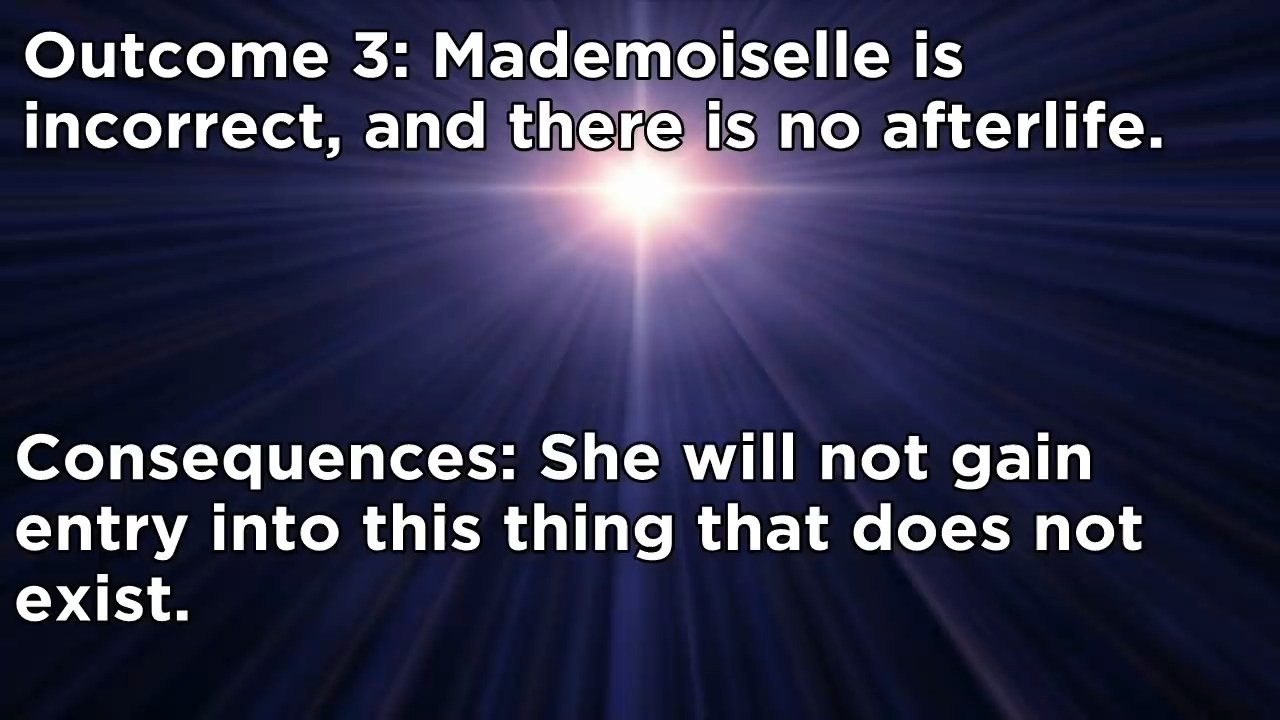 Outcome 3: Mademoiselle is
incorrect, and there is no afterlife.
Consequences: She will not gain
entry into this thing that does not
exist.